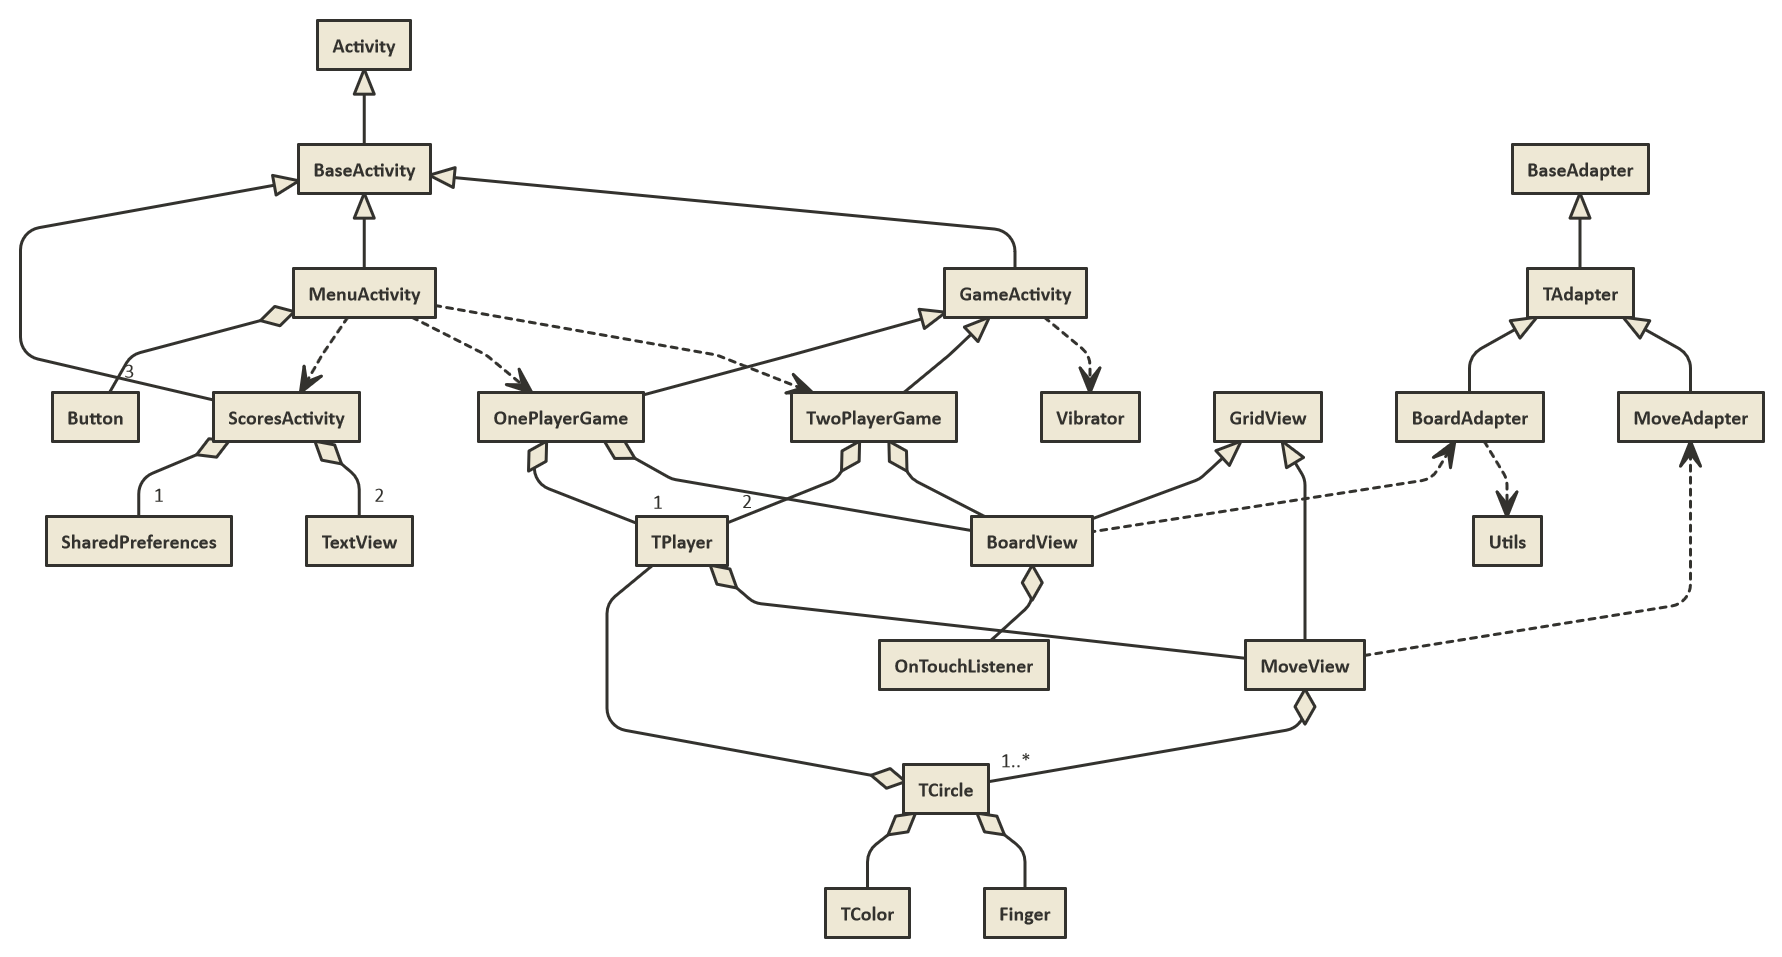 Activity
BaseActivity
BaseAdapter
MenuActivity
GameActivity
TAdapter
3
Button
ScoresActivity
OnePlayerGame
TwoPlayerGame
Vibrator
GridView
BoardAdapter
MoveAdapter
1
2
1
2
SharedPreferences
TextView
TPlayer
BoardView
Utils
OnTouchListener
MoveView
1..*
TCircle
TColor
Finger